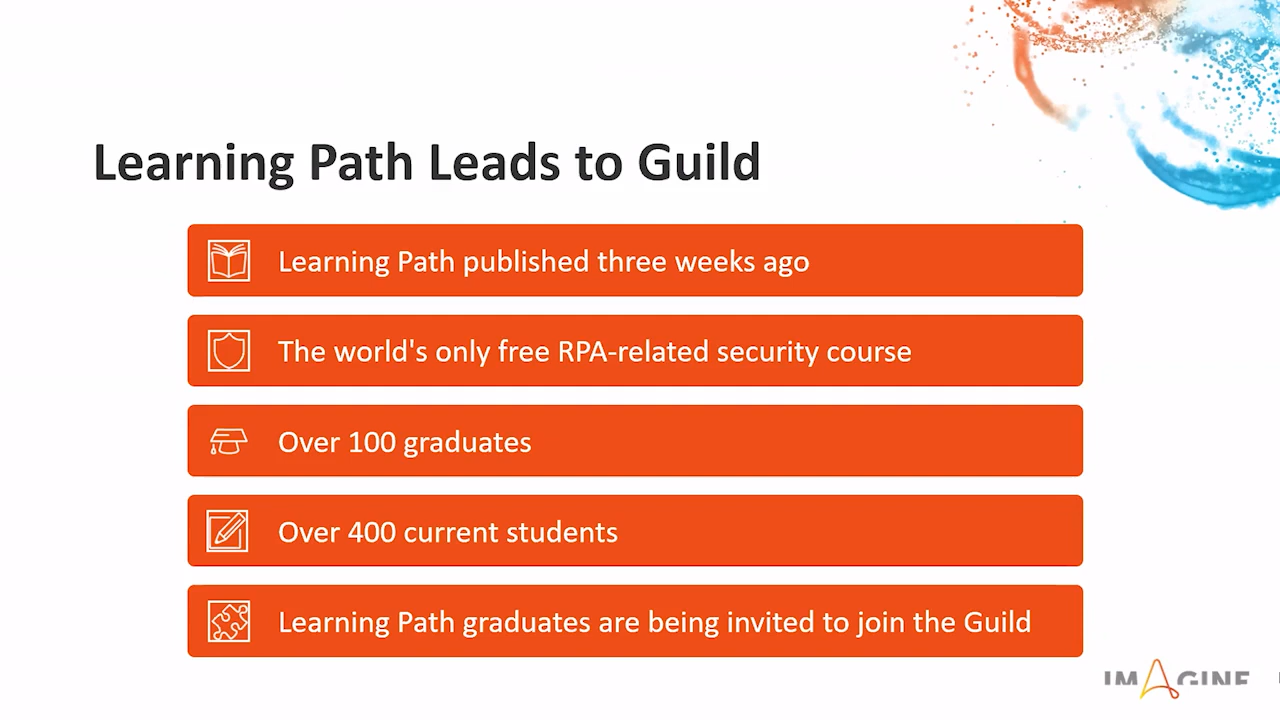 Learning Path Leads to Guild
Learning Path published three weeks ago
The world's only free RPA-related security course
Over 100 graduates
Over 400 current students
Learning Path graduates are being invited to join the Guild
IMAGINE